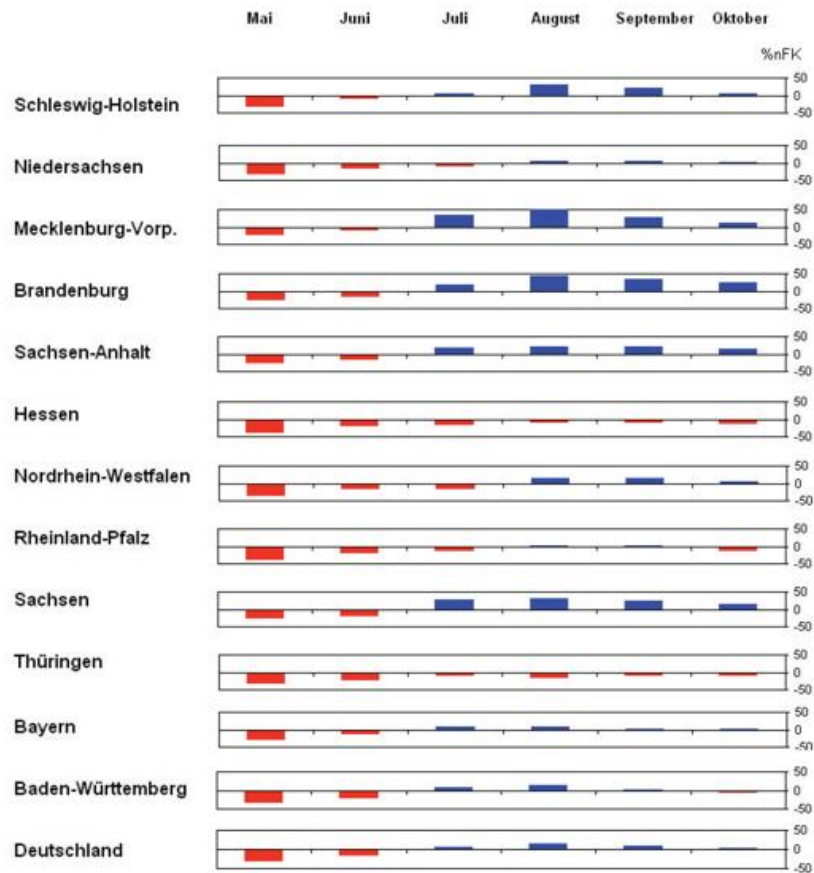 Mai Juni Juli August September Oktober
%nFK
Schleswig-Holstein 50 0 -50
Niedersachsen 50 0 -50
Mecklenburg-Vorp. 50 0 -50
Brandenburg 50 0 -50
Sachsen-Anhalt 50 0 -50
Hessen 50 0 -50
Nordrhein-Westfalen 50 0 -50
Rheinland-Pfalz 50 0 -50
Sachsen 50 0 -50
Thüringen 50 0 -50
Bayern 50 0 -50
Baden-Württemberg 50 0 -50
Deutschland 50 0 -50